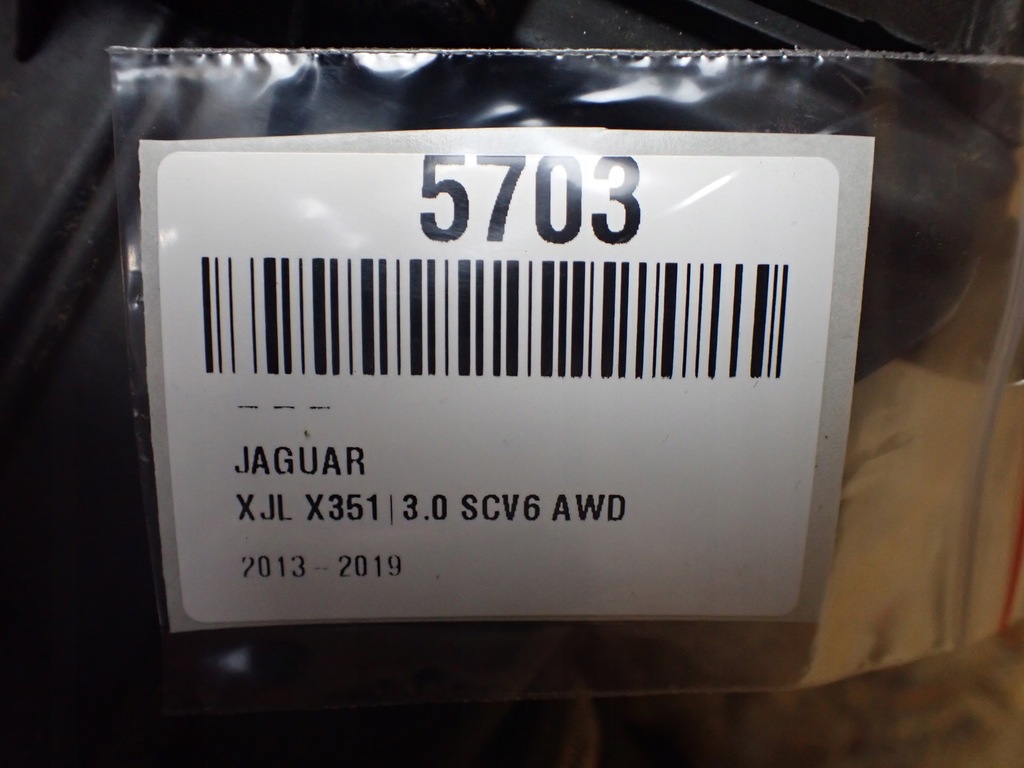 5703
- - -
JAGUAR
XJL X351 | 3.0 SCV6 AWD
2013 - 2019